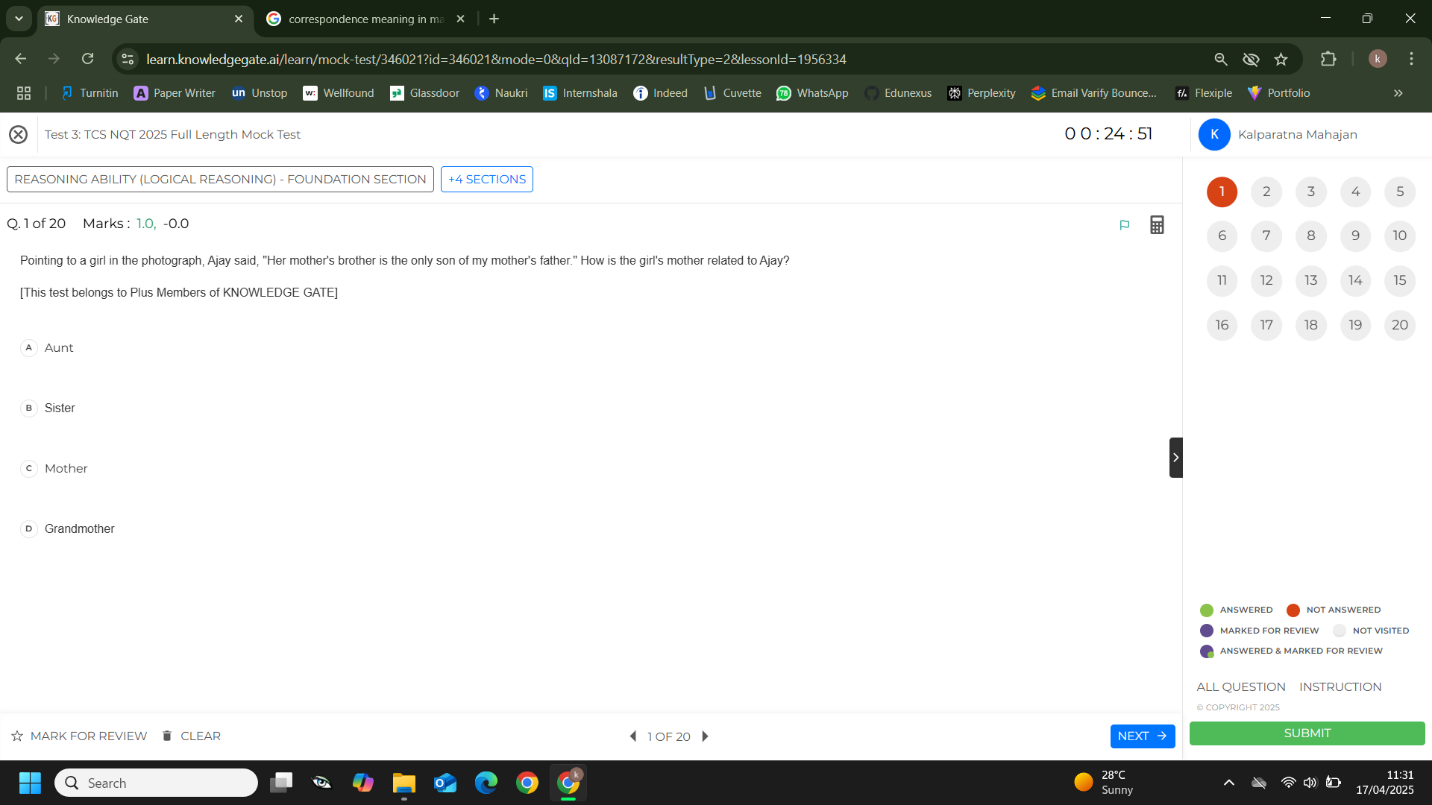 Knowledge Gate
correspondence meaning in ma
learn.knowledgegate.ai/learn/mock-test/346021?id=346021&mode=0&qId=13087172&resultType=2&lessonId=1956334
k
Turnitin
A Paper Writer
un Unstop
w: Wellfound
Glassdoor
Naukri
IS Internshala
Indeed
Cuvette
WhatsApp
Edunexus
Perplexity
Email Varify Bounce...
Flexiple
Portfolio
Test 3: TCS NQT 2025 Full Length Mock Test
0 0 : 24 : 51
K Kalparatna Mahajan
REASONING ABILITY (LOGICAL REASONING) - FOUNDATION SECTION
+4 SECTIONS
Q. 1 of 20 Marks : 1.0, -0.0
Pointing to a girl in the photograph, Ajay said, "Her mother's brother is the only son of my mother's father." How is the girl's mother related to Ajay?
[This test belongs to Plus Members of KNOWLEDGE GATE]
A Aunt
B Sister
C Mother
D Grandmother
1 2 3 4 5
6 7 8 9 10
11 12 13 14 15
16 17 18 19 20
ANSWERED NOT ANSWERED
MARKED FOR REVIEW NOT VISITED
ANSWERED & MARKED FOR REVIEW
ALL QUESTION INSTRUCTION
© COPYRIGHT 2025
SUBMIT
MARK FOR REVIEW CLEAR
1 OF 20
NEXT
Search
28°C
Sunny
11:31
17/04/2025